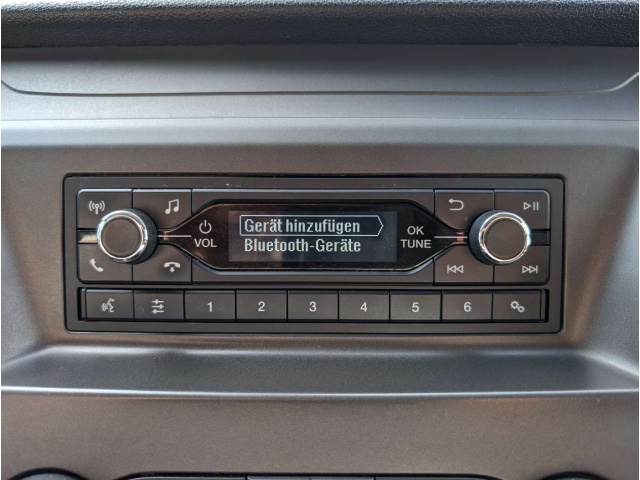 Gerät hinzufügen
Bluetooth-Geräte
VOL
OK
TUNE
1 2 3 4 5 6